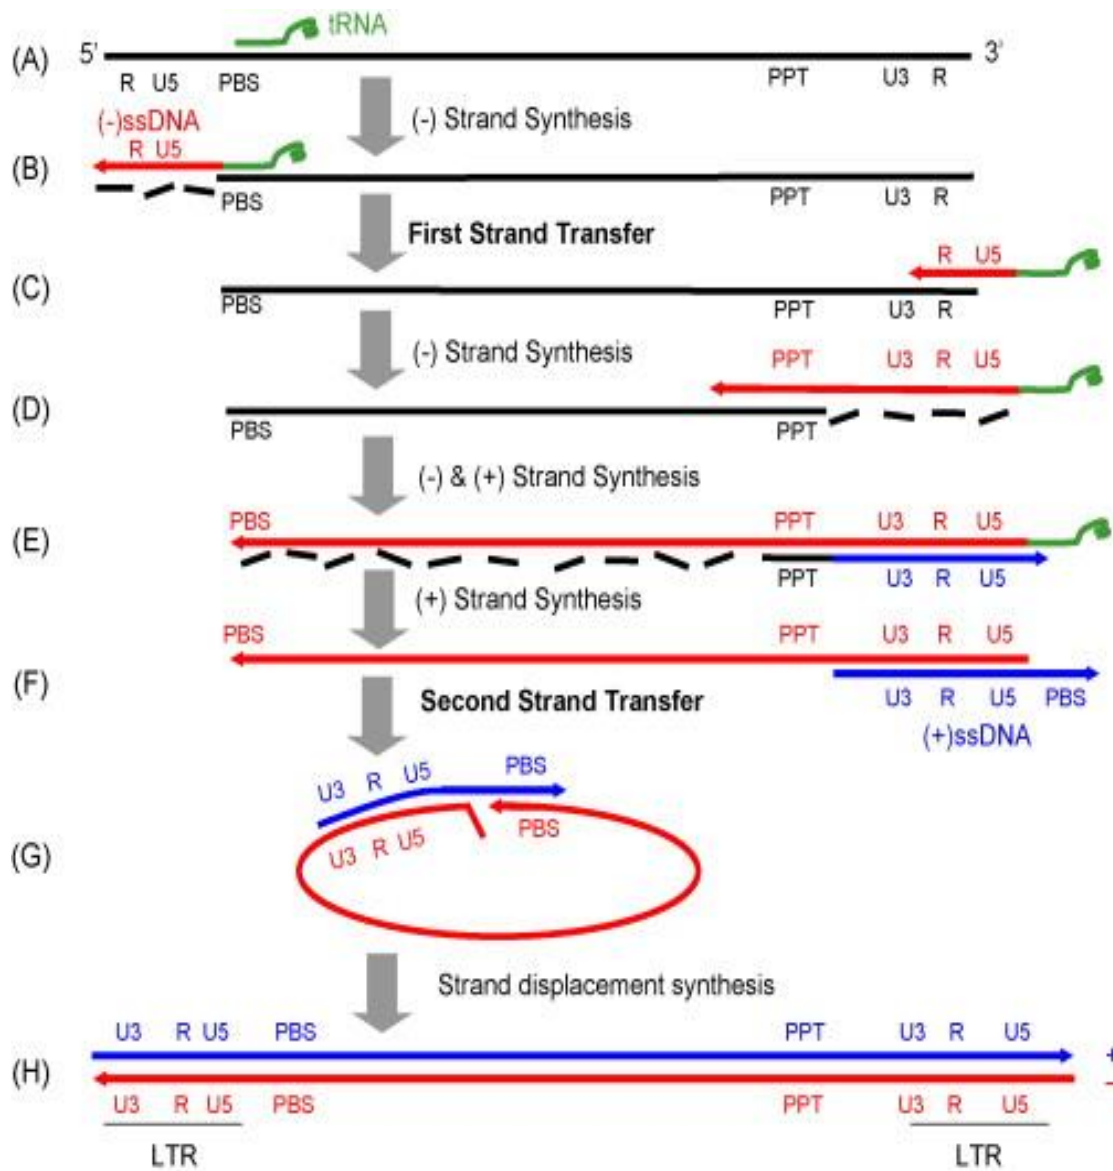 tRNA
(A) 5' 3'
R U5 PBS PPT U3 R
(-)ssDNA
(-) Strand Synthesis
R U5
(B)
PBS PPT U3 R
First Strand Transfer
R U5
(C)
PBS PPT U3 R
(-) Strand Synthesis
PPT U3 R U5
(D)
PBS PPT
(-) & (+) Strand Synthesis
PBS PPT U3 R U5
(E)
PPT U3 R U5
(+) Strand Synthesis
PBS PPT U3 R U5
(F)
U3 R U5 PBS
Second Strand Transfer
(+)ssDNA
U3 R U5 PBS
PBS
U3 R U5
(G)
Strand displacement synthesis
U3 R U5 PBS PPT U3 R U5
(H)
U3 R U5 PBS PPT U3 R U5
LTR LTR